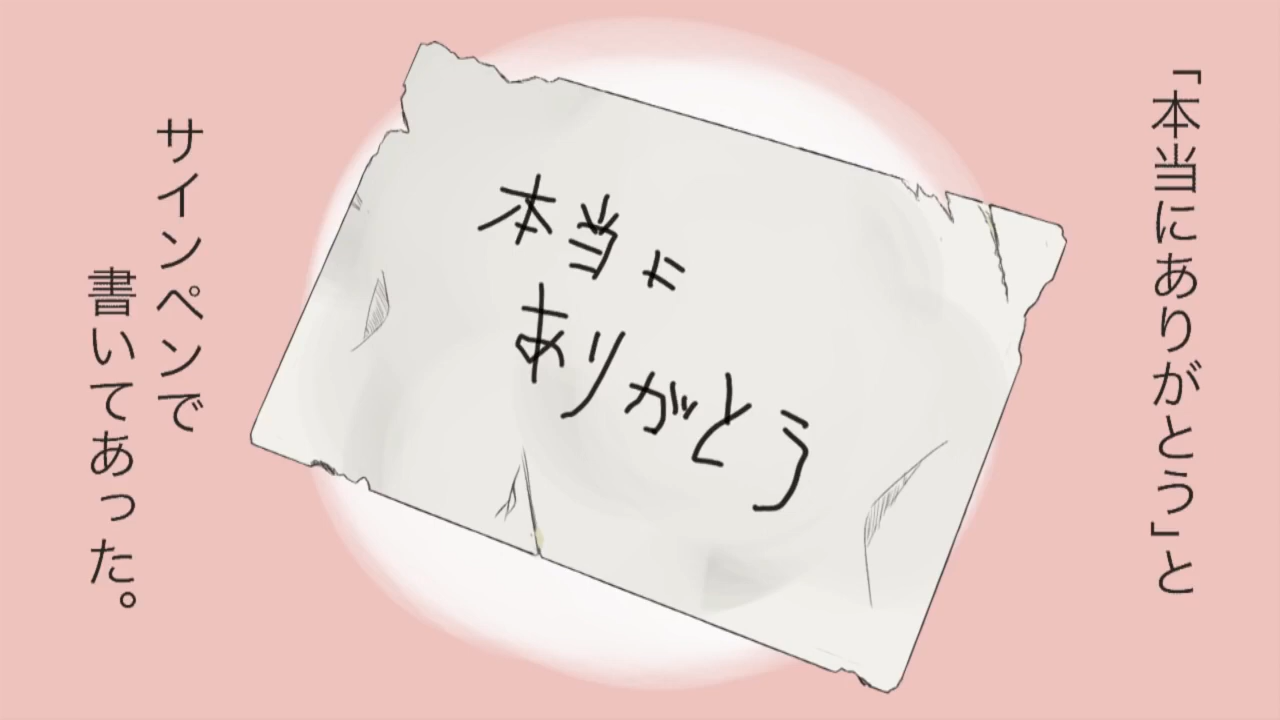 「本当にありがとう」と
本当に
ありがとう
サインペンで
書いてあった。